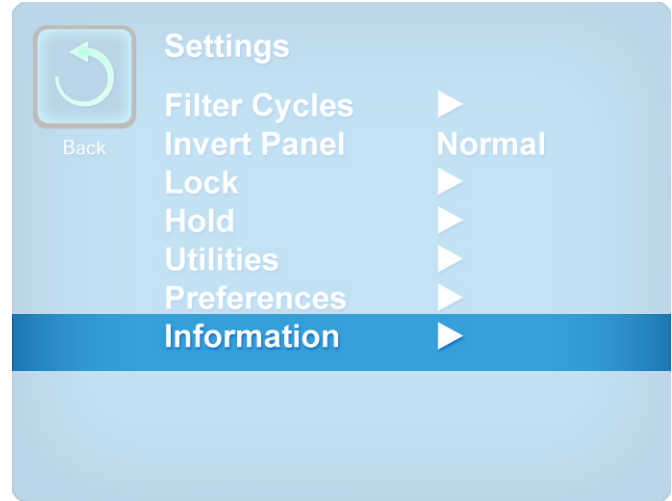 Settings
Back
Filter Cycles
Invert Panel Normal
Lock
Hold
Utilities
Preferences
Information